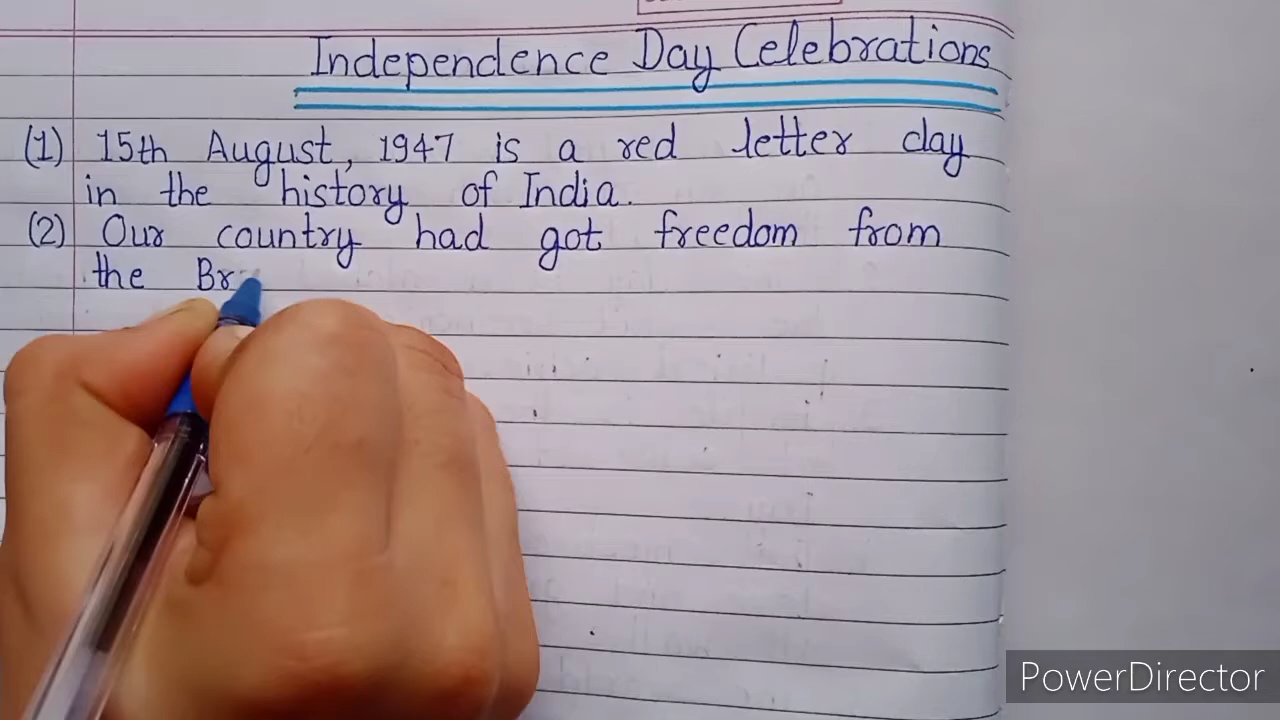 Independence Day Celebrations
(1) 15th August, 1947 is a red letter day
in the history of India.
(2) Our country had got freedom from
the Br
PowerDirector